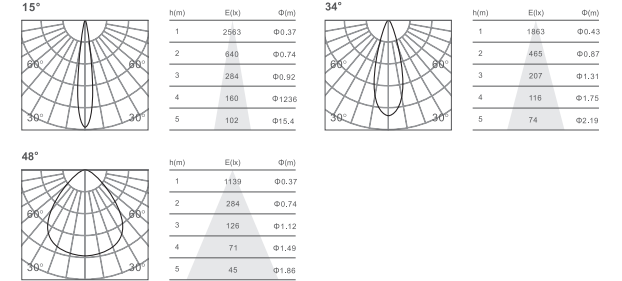 15°
h(m) E(lx) Φ(m)
60° 60°
30° 30°
1 2563 Φ0.37
2 640 Φ0.74
3 284 Φ0.92
4 160 Φ1236
5 102 Φ15.4
34°
h(m) E(lx) Φ(m)
60° 60°
30° 30°
1 1863 Φ0.43
2 465 Φ0.87
3 207 Φ1.31
4 116 Φ1.75
5 74 Φ2.19
48°
h(m) E(lx) Φ(m)
60° 60°
30° 30°
1 1139 Φ0.37
2 284 Φ0.74
3 126 Φ1.12
4 71 Φ1.49
5 45 Φ1.86